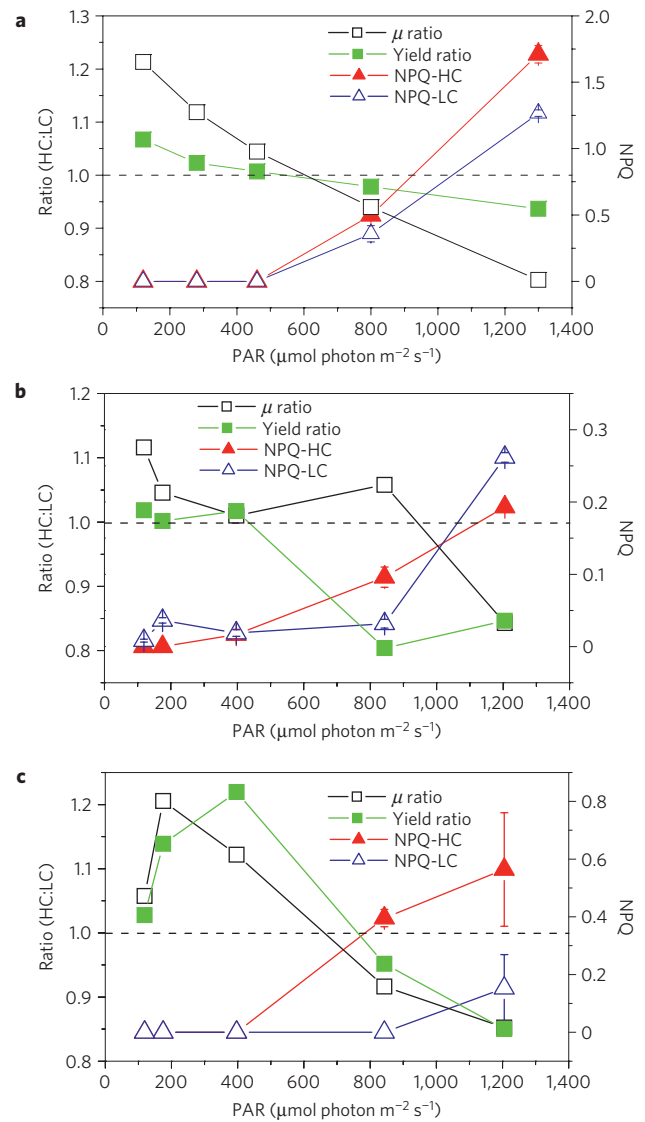 a
1.3
1.2
1.1
1.0
0.9
0.8
Ratio (HC:LC)
2.0
1.5
1.0
0.5
0
NPQ
μ ratio
Yield ratio
NPQ-HC
NPQ-LC
0 200 400 600 800 1,000 1,200 1,400
PAR (μmol photon m⁻² s⁻¹)
b
1.2
1.1
1.0
0.9
0.8
Ratio (HC:LC)
0.3
0.2
0.1
0
NPQ
μ ratio
Yield ratio
NPQ-HC
NPQ-LC
0 200 400 600 800 1,000 1,200 1,400
PAR (μmol photon m⁻² s⁻¹)
c
1.2
1.1
1.0
0.9
0.8
Ratio (HC:LC)
0.8
0.6
0.4
0.2
0
NPQ
μ ratio
Yield ratio
NPQ-HC
NPQ-LC
0 200 400 600 800 1,000 1,200 1,400
PAR (μmol photon m⁻² s⁻¹)